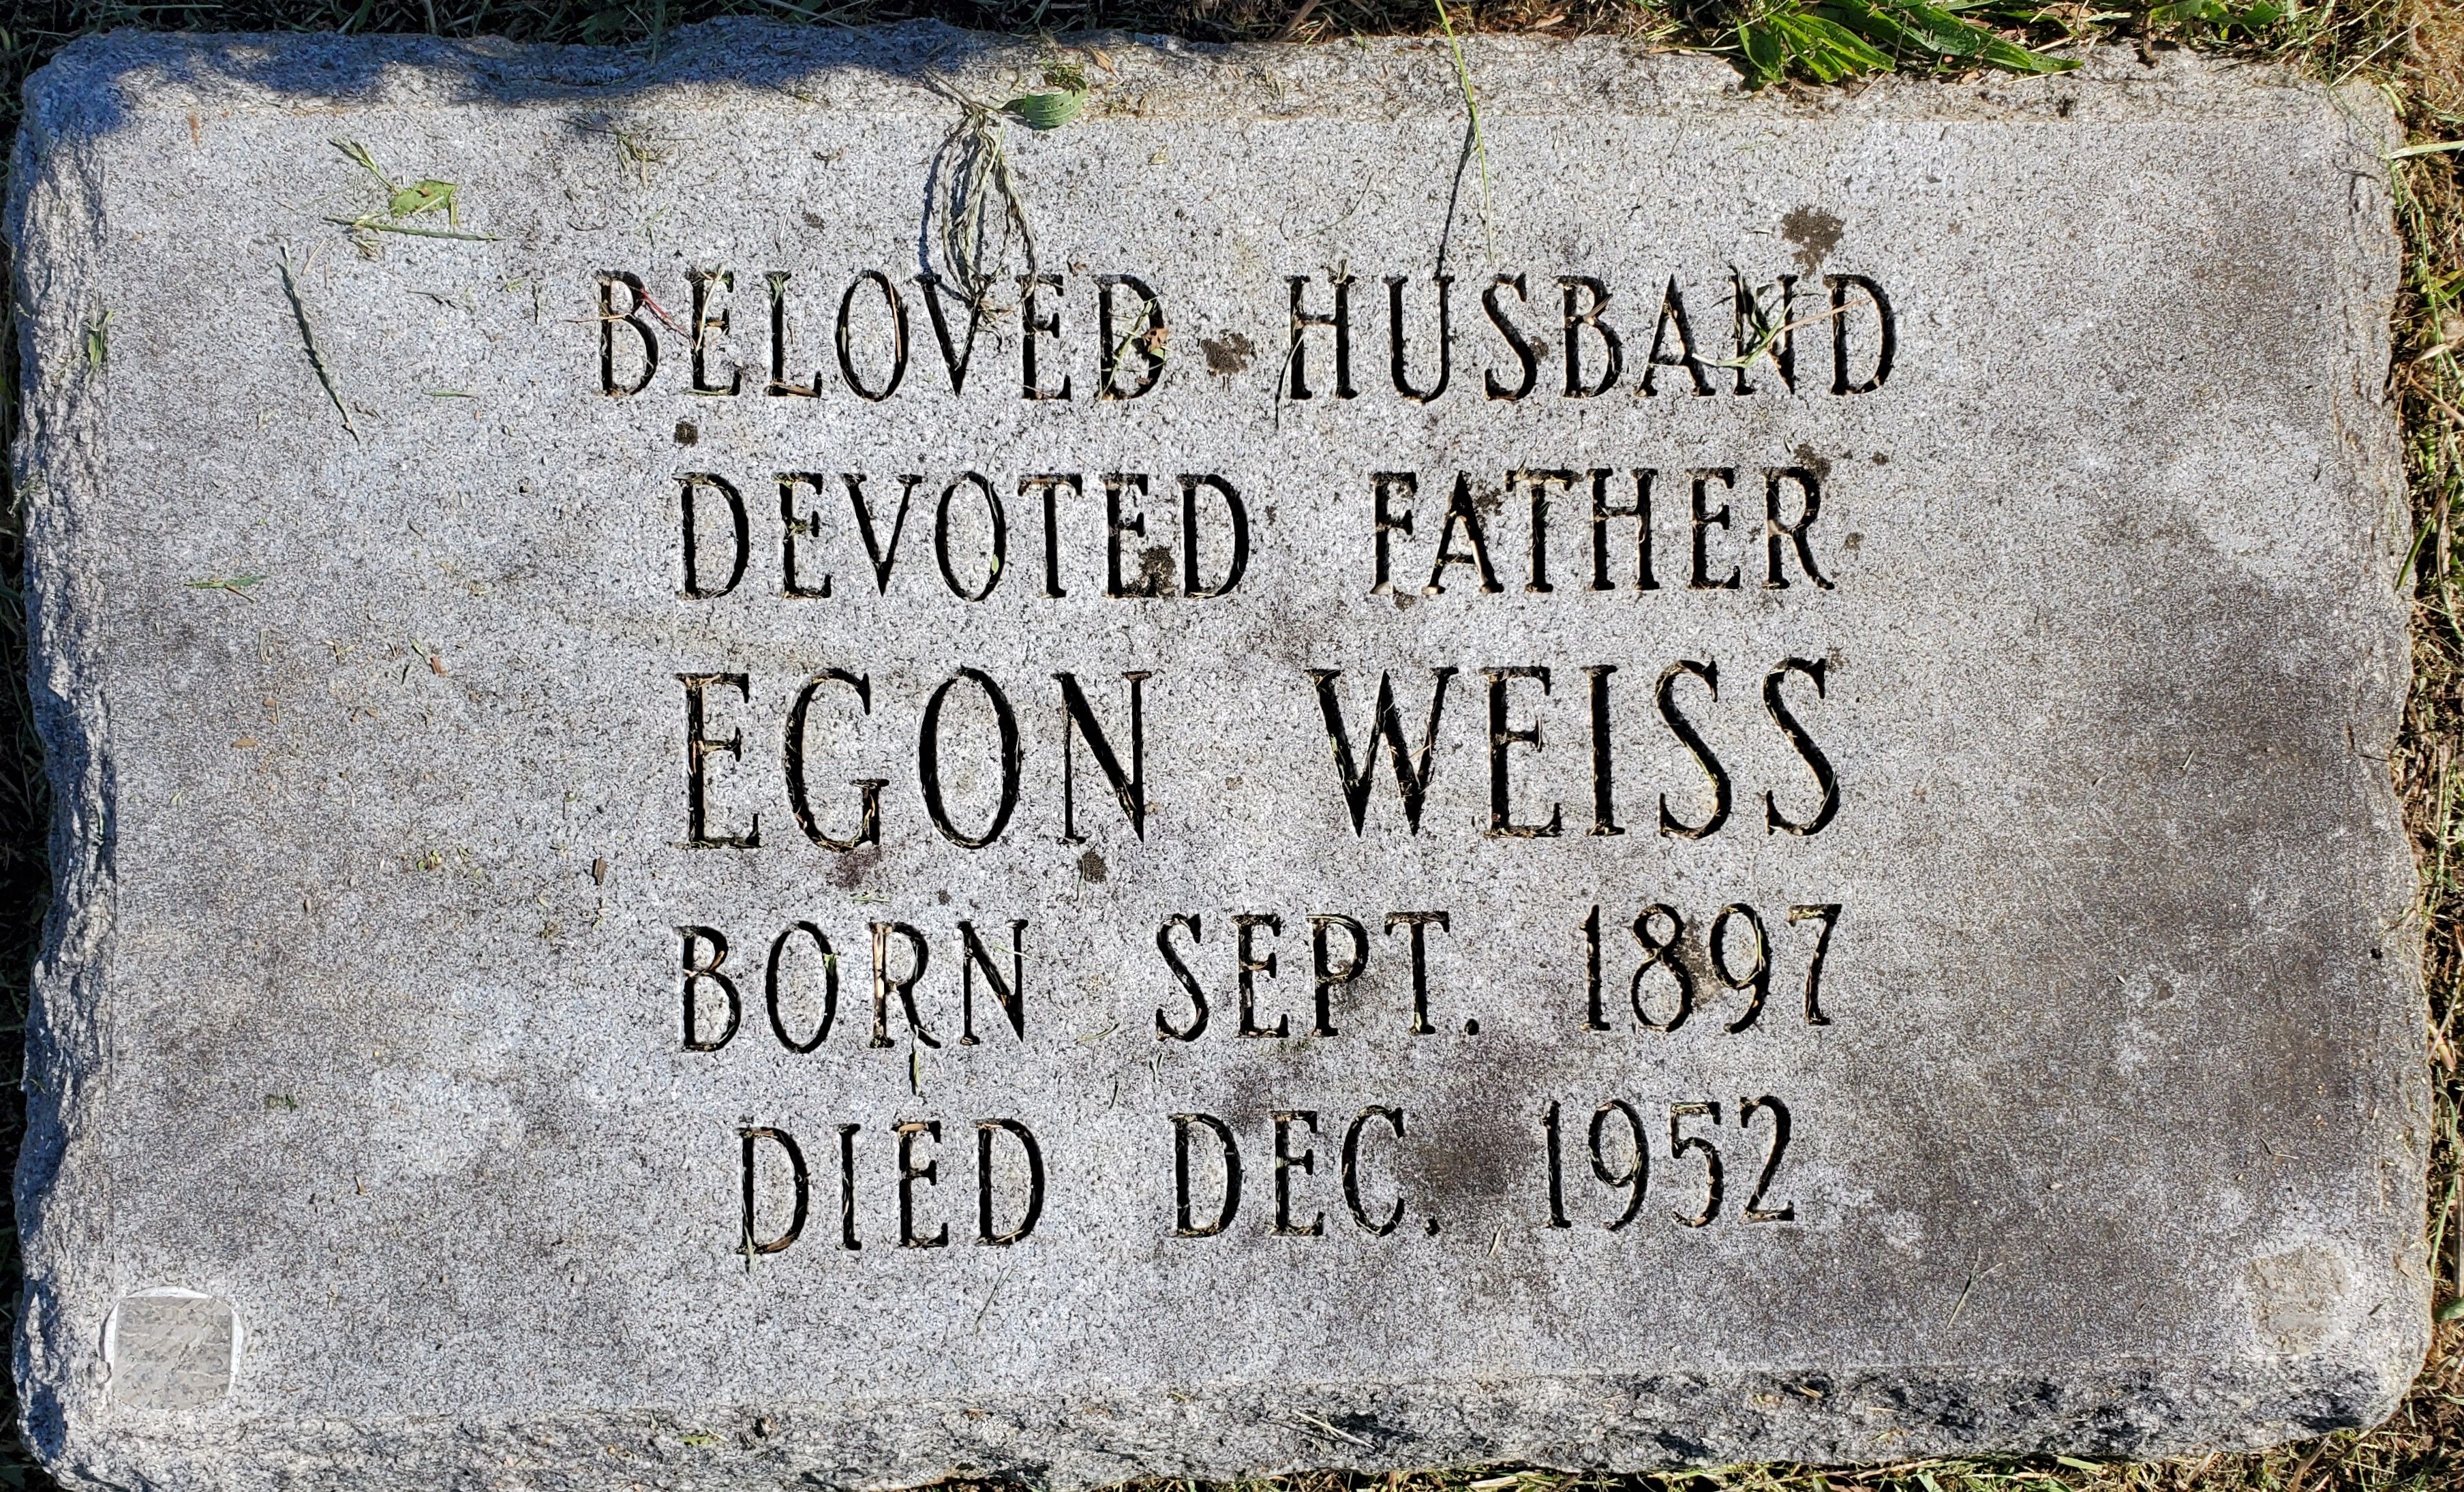 BELOVED HUSBAND
DEVOTED FATHER
EGON WEISS
BORN SEPT. 1897
DIED DEC. 1952